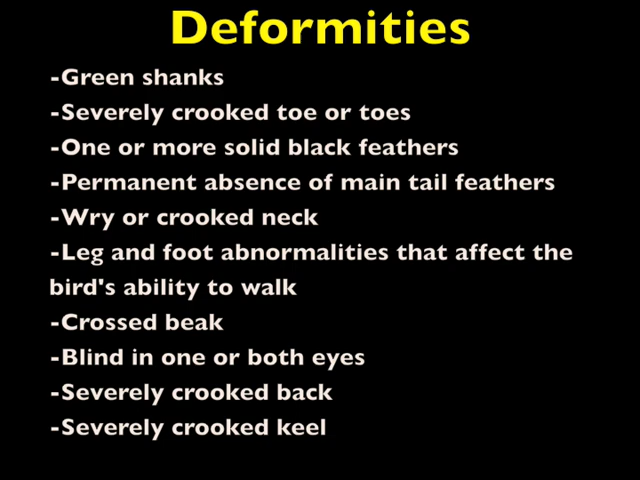 Deformities
-Green shanks
-Severely crooked toe or toes
-One or more solid black feathers
-Permanent absence of main tail feathers
-Wry or crooked neck
-Leg and foot abnormalities that affect the
bird's ability to walk
-Crossed beak
-Blind in one or both eyes
-Severely crooked back
-Severely crooked keel